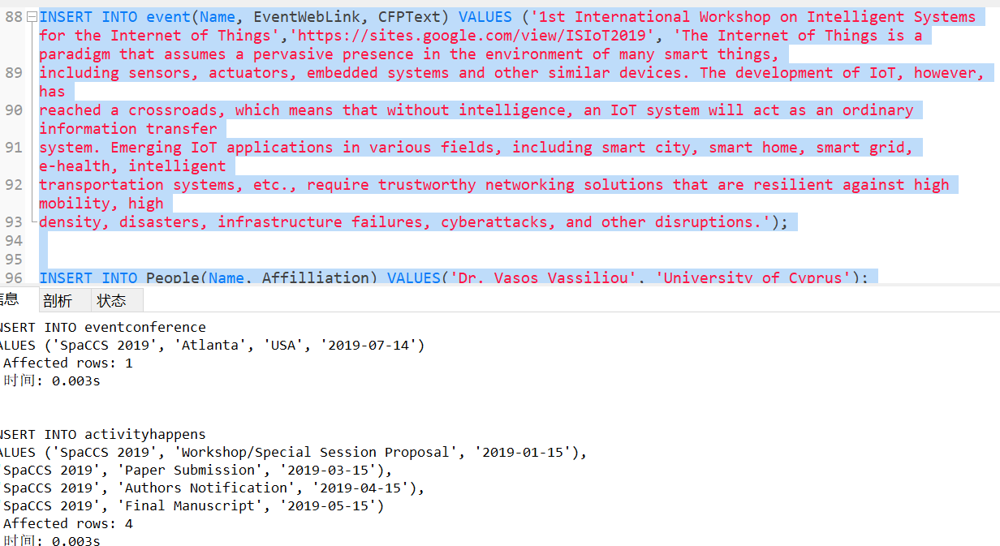 88 INSERT INTO event(Name, EventWebLink, CFPText) VALUES ('1st International Workshop on Intelligent Systems
for the Internet of Things','https://sites.google.com/view/ISIoT2019', 'The Internet of Things is a
paradigm that assumes a pervasive presence in the environment of many smart things,
89 including sensors, actuators, embedded systems and other similar devices. The development of IoT, however,
has
90 reached a crossroads, which means that without intelligence, an IoT system will act as an ordinary
information transfer
91 system. Emerging IoT applications in various fields, including smart city, smart home, smart grid,
e-health, intelligent
92 transportation systems, etc., require trustworthy networking solutions that are resilient against high
mobility, high
93 density, disasters, infrastructure failures, cyberattacks, and other disruptions.');
94
95
96 INSERT INTO People(Name, Affilliation) VALUES('Dr. Vasos Vassiliou', 'University of Cyprus');
信息 剖析 状态
NSERT INTO eventconference
ALUES ('SpaCCS 2019', 'Atlanta', 'USA', '2019-07-14')
Affected rows: 1
时间: 0.003s
NSERT INTO activityhappens
ALUES ('SpaCCS 2019', 'Workshop/Special Session Proposal', '2019-01-15'),
SpaCCS 2019', 'Paper Submission', '2019-03-15'),
SpaCCS 2019', 'Authors Notification', '2019-04-15'),
SpaCCS 2019', 'Final Manuscript', '2019-05-15')
Affected rows: 4
时间: 0.003s